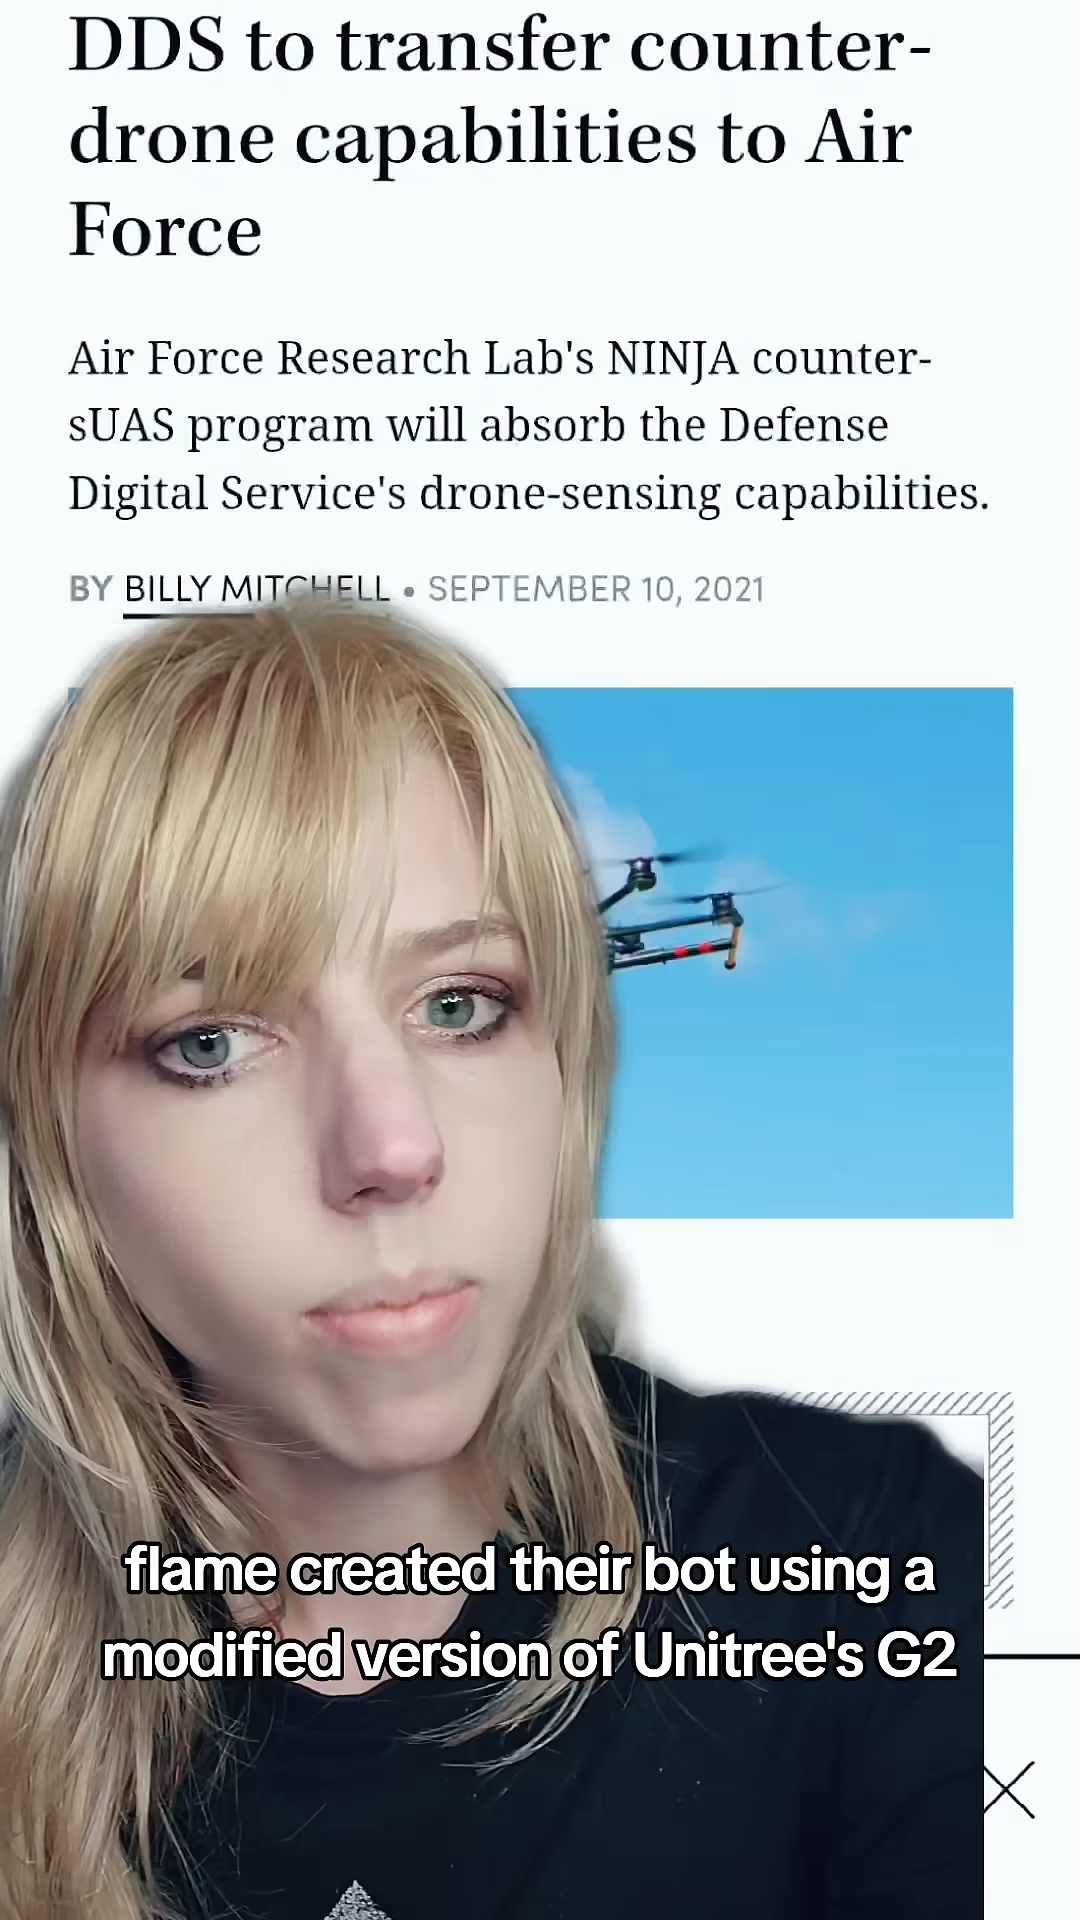 DDS to transfer counter-
drone capabilities to Air
Force
Air Force Research Lab's NINJA counter-
sUAS program will absorb the Defense
Digital Service's drone-sensing capabilities.
BY BILLY MITCHELL • SEPTEMBER 10, 2021
flame created their bot using a
modified version of Unitree's G2